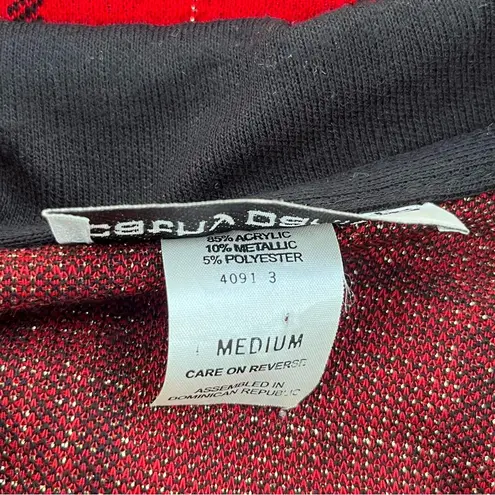 85% ACRYLIC
10% METALLIC
5% POLYESTER
4091 3
MEDIUM
CARE ON REVERSE
ASSEMBLED IN
DOMINICAN REPUBLIC